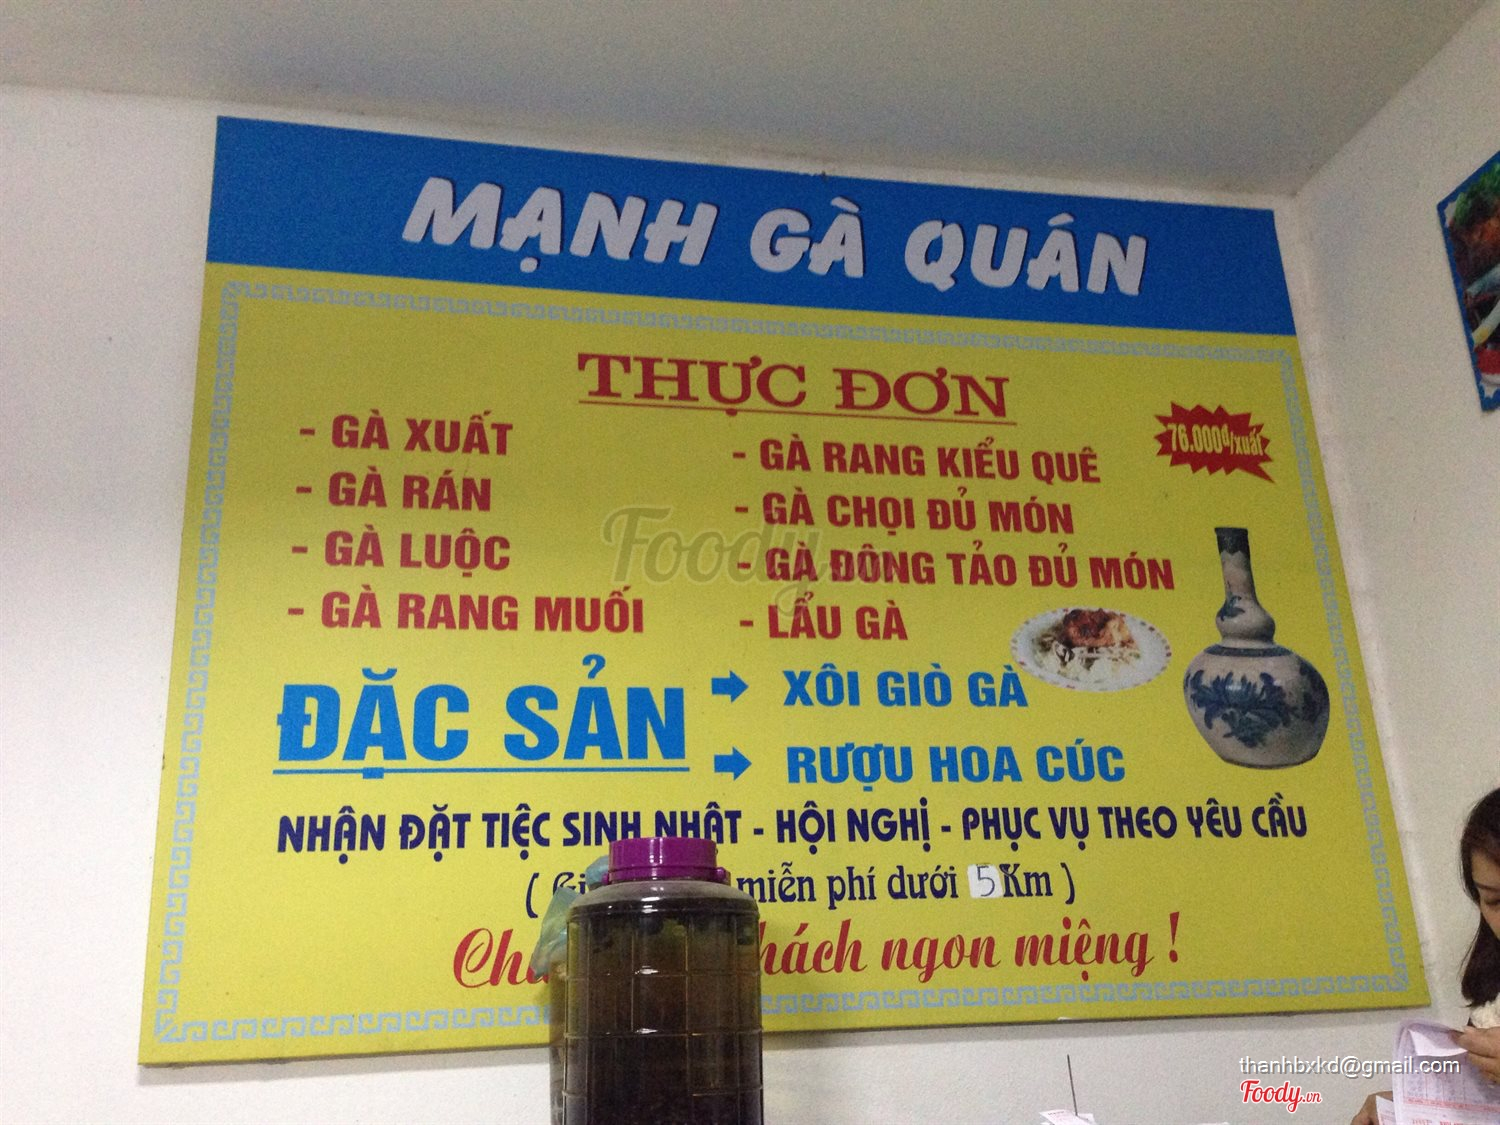 MẠNH GÀ QUÁN
THỰC ĐƠN
- GÀ XUẤT
- GÀ RÁN
- GÀ LUỘC
- GÀ RANG MUỐI
- GÀ RANG KIỂU QUÊ
- GÀ CHỌI ĐỦ MÓN
- GÀ ĐÔNG TẢO ĐỦ MÓN
- LẨU GÀ
76.000đ/xuất
ĐẶC SẢN
XÔI GIÒ GÀ
RƯỢU HOA CÚC
NHẬN ĐẶT TIỆC SINH NHẬT - HỘI NGHỊ - PHỤC VỤ THEO YÊU CẦU
( miễn phí dưới 5Km )
ngon miệng !
Foody.vn
thanhbxkd@gmail.com
Foody.vn